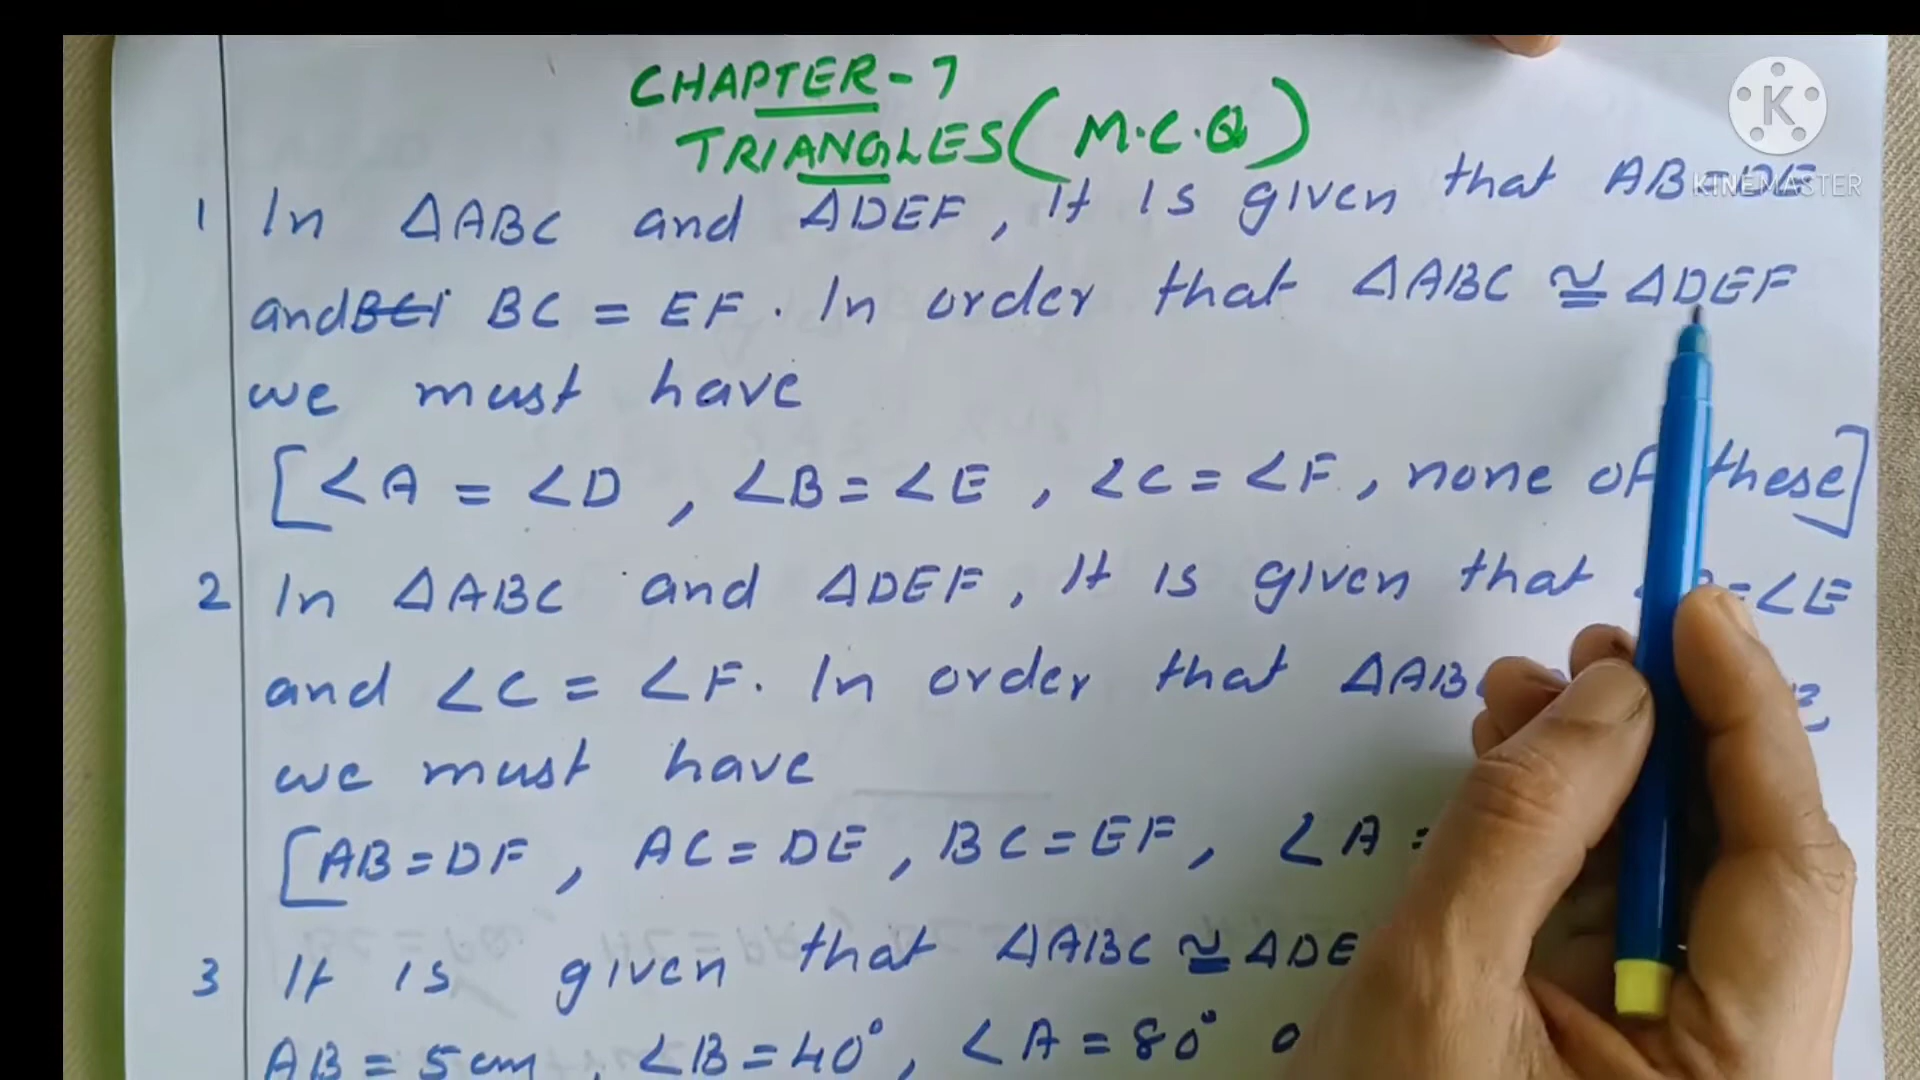 CHAPTER-7
TRIANGLES (M.C.Q)
K
KINEMASTER
1 In ΔABC and ΔDEF, It is given that AB=DE
and BC = EF. In order that ΔABC ≅ ΔDEF
we must have
[∠A = ∠D, ∠B = ∠E, ∠C = ∠F, none of these]
2 In ΔABC and ΔDEF, It is given that =∠E
and ∠C = ∠F. In order that
we must have
[AB=DF, AC=DE, BC=EF, ∠A =
3 It is given that ΔABC ≅
AB = 5cm, ∠B=40°, ∠A = 80°